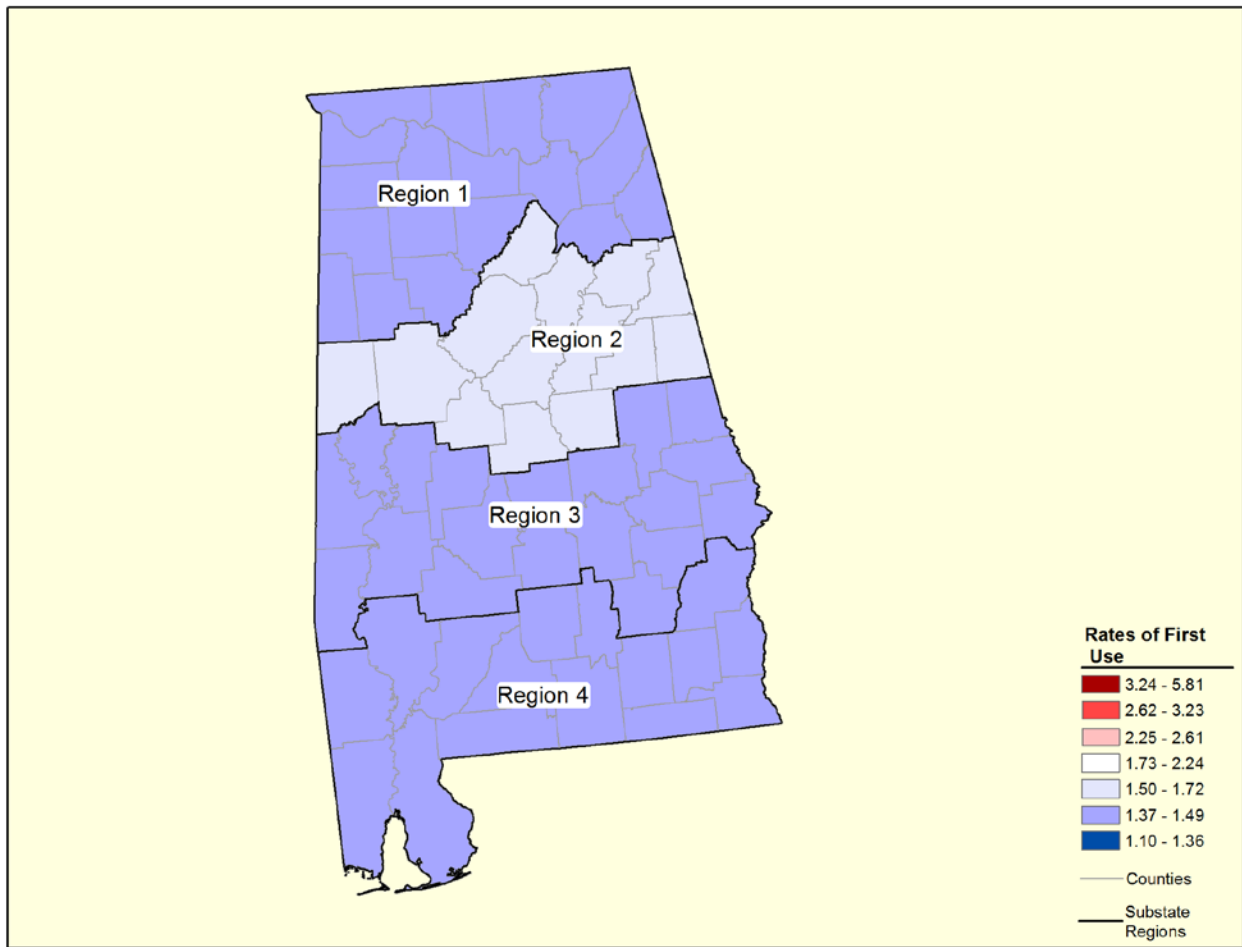 Region 1
Region 2
Region 3
Region 4
Rates of First
Use
3.24 - 5.81
2.62 - 3.23
2.25 - 2.61
1.73 - 2.24
1.50 - 1.72
1.37 - 1.49
1.10 - 1.36
Counties
Substate
Regions